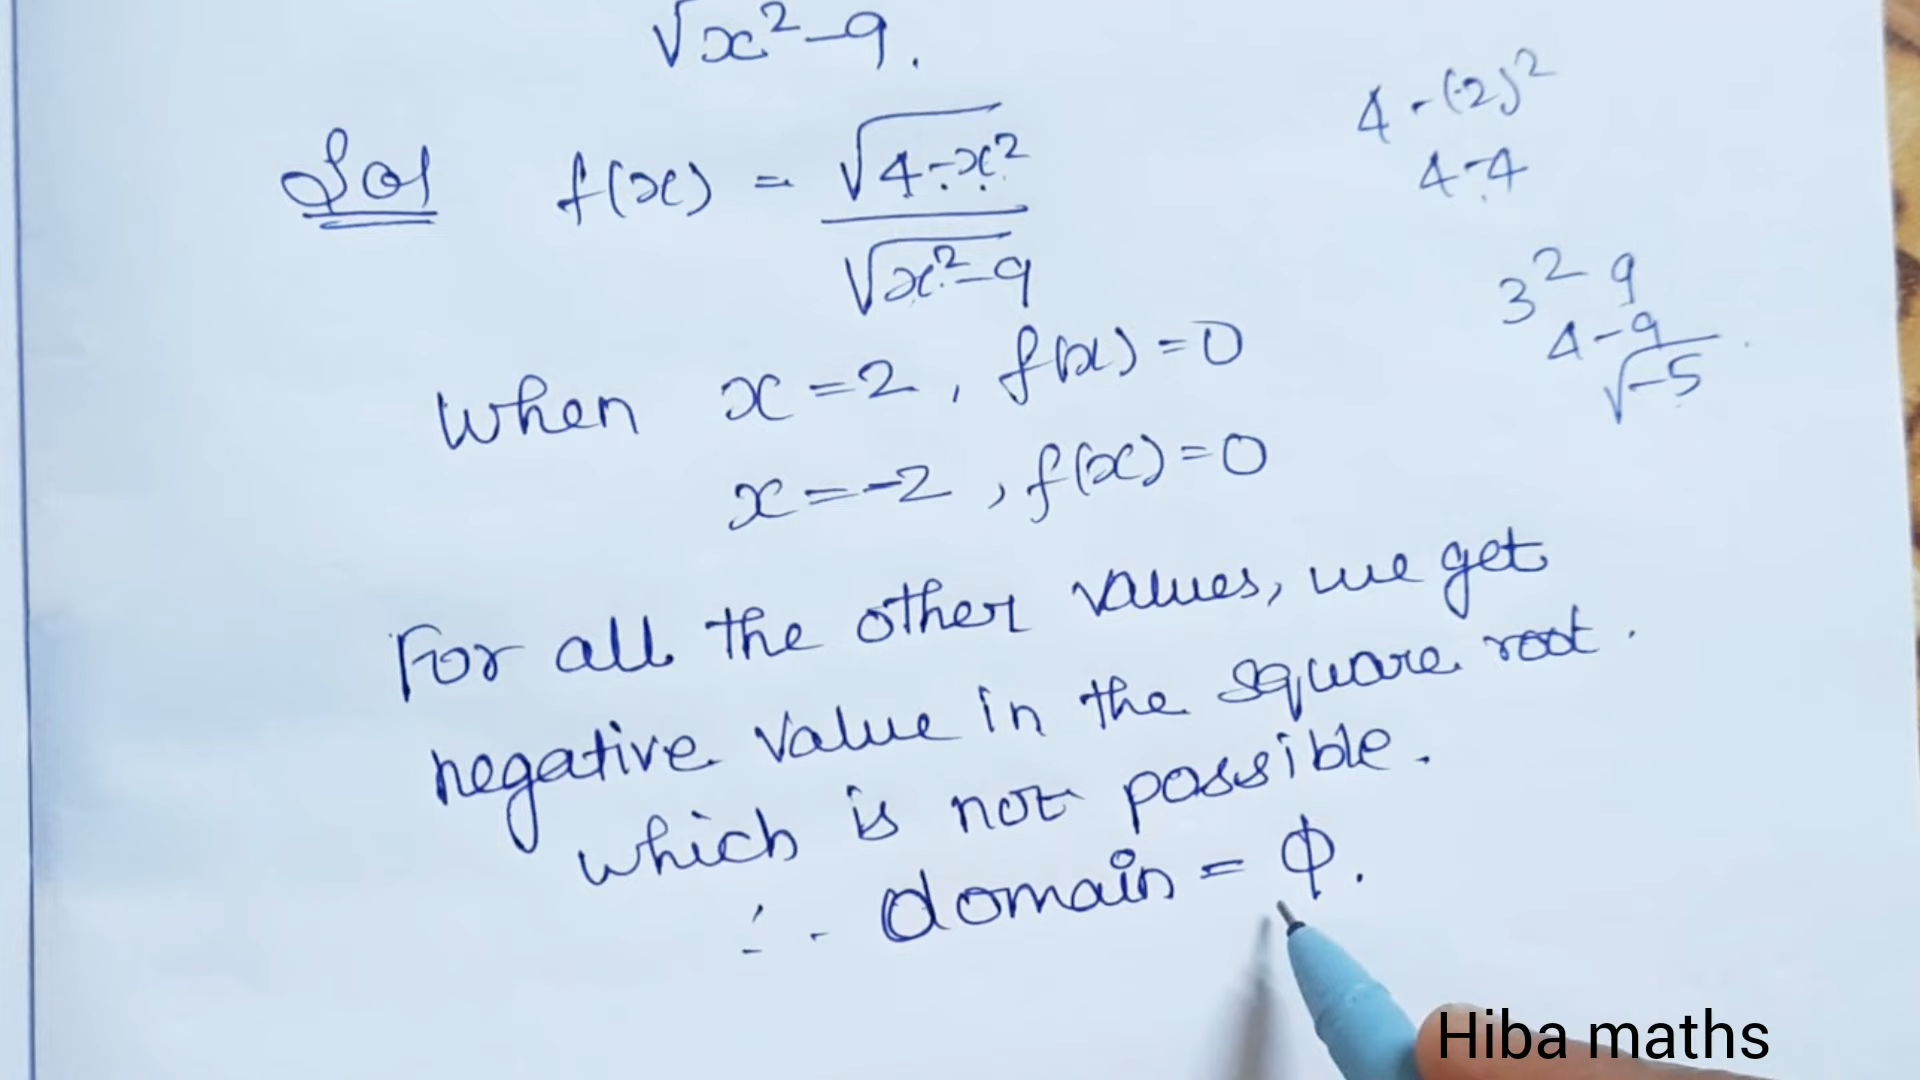 √x²-9.
Sol f(x) = √4-x²
√x²-9
4-(-2)²
4-4
3² 9
4-9
√-5
When x=2, f(x)=0
x=-2, f(x)=0
For all the other values, we get
negative value in the square root.
which is not possible.
∴ domain = ϕ.
Hiba maths